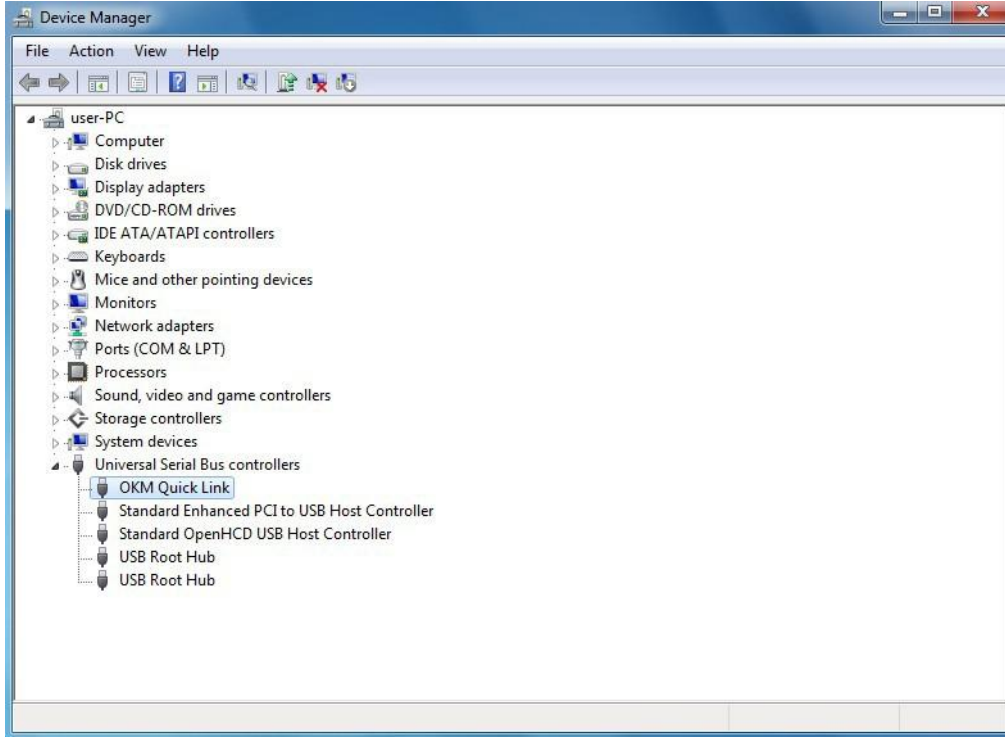 Device Manager
File Action View Help
user-PC
Computer
Disk drives
Display adapters
DVD/CD-ROM drives
IDE ATA/ATAPI controllers
Keyboards
Mice and other pointing devices
Monitors
Network adapters
Ports (COM & LPT)
Processors
Sound, video and game controllers
Storage controllers
System devices
Universal Serial Bus controllers
OKM Quick Link
Standard Enhanced PCI to USB Host Controller
Standard OpenHCD USB Host Controller
USB Root Hub
USB Root Hub